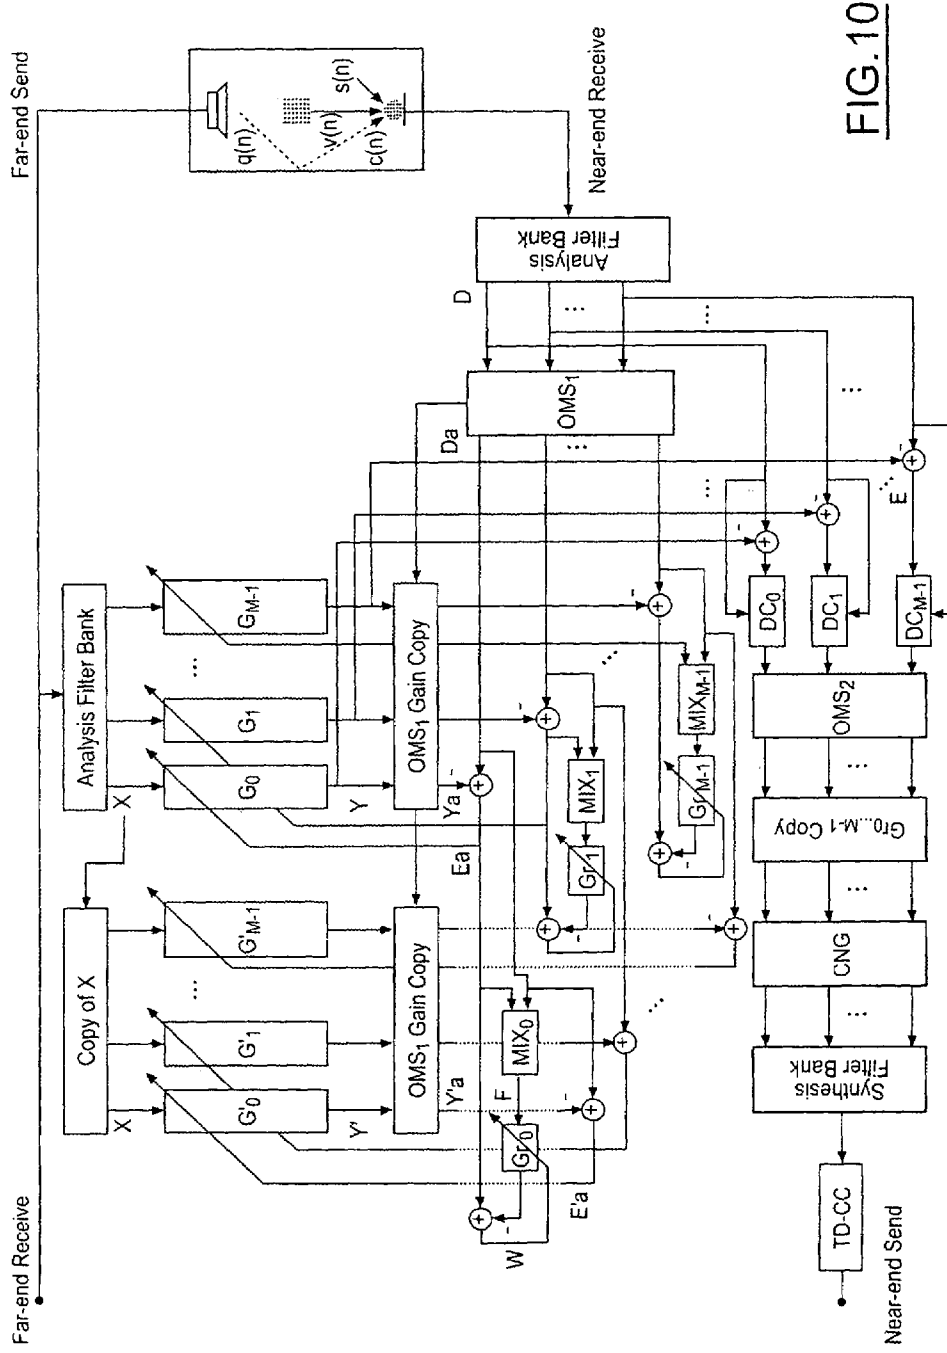 Far-end Receive
Far-end Send
Copy of X
Analysis Filter Bank
X
X
G'0
G'1
...
G'M-1
G0
G1
...
GM-1
Y'
Y
OMS1 Gain Copy
OMS1 Gain Copy
Y'a
Ya
Da
Ea
q(n)
v(n)
s(n)
c(n)
Near-end Receive
Analysis
Filter Bank
D
...
...
OMS1
...
W
E'a
Gr0
F
MIX0
Gr1
MIX1
...
GrM-1
MIXM-1
...
+
+
+
+
+
+
+
+
+
+
+
+
-
-
-
-
-
-
-
-
-
-
-
-
...
...
...
E
DC0
DC1
DCM-1
OMS2
...
Gr0...M-1 Copy
...
CNG
...
Synthesis
Filter Bank
TD-CC
Near-end Send
FIG.10